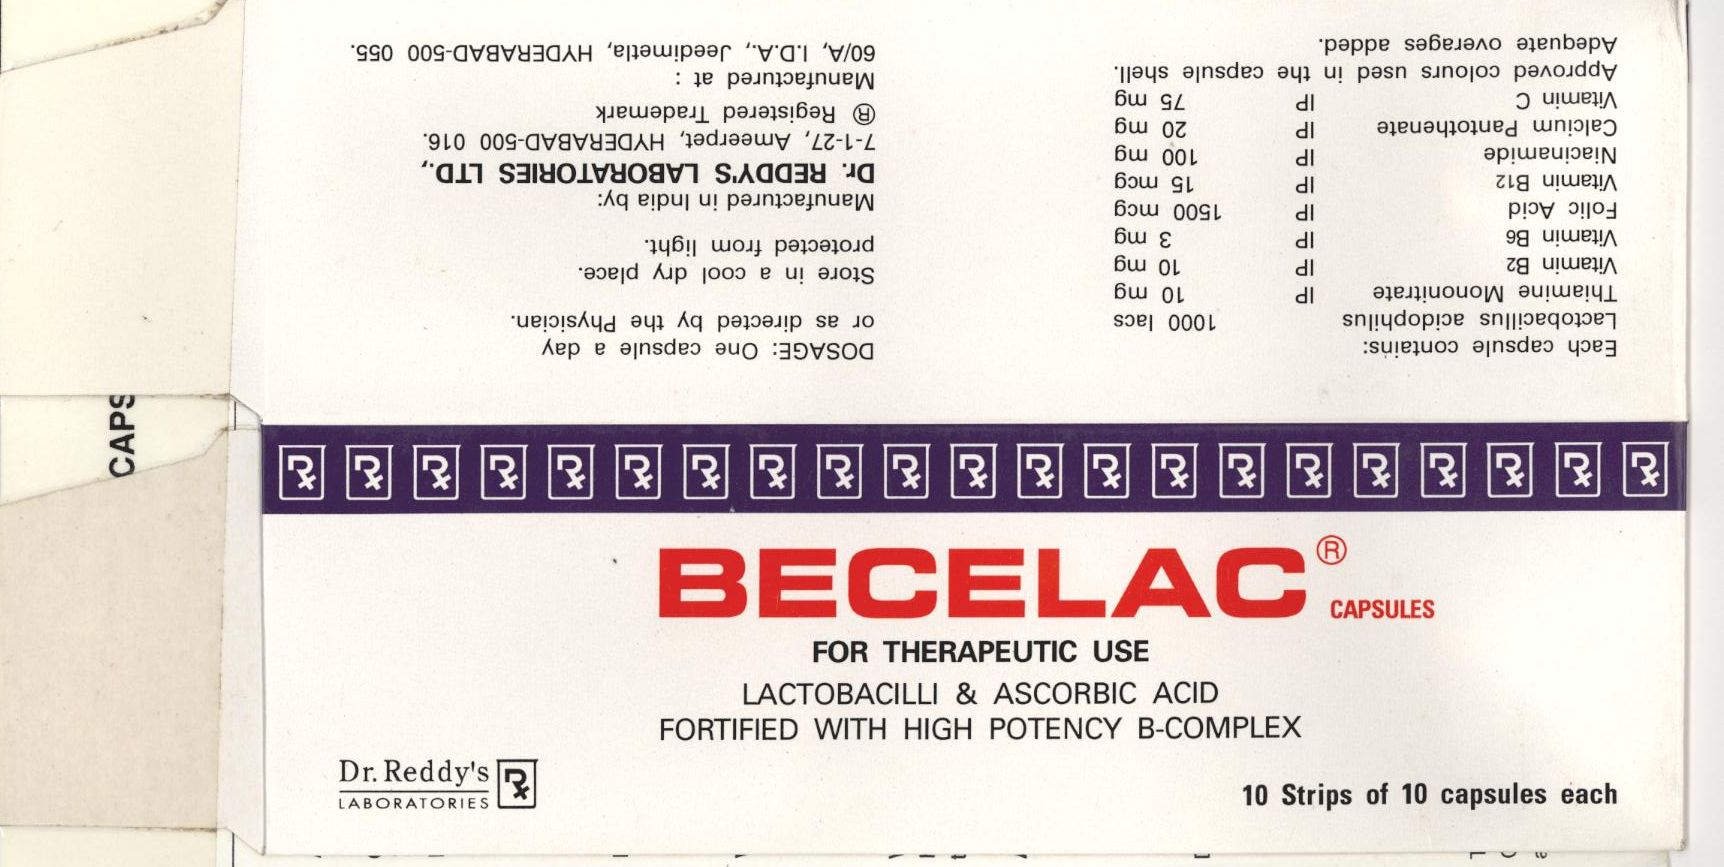 Each capsule contains:
Lactobacillus acidophilus 1000 lacs
Thiamine Mononitrate IP 10 mg
Vitamin B2 IP 10 mg
Vitamin B6 IP 3 mg
Folic Acid IP 1500 mcg
Vitamin B12 IP 15 mcg
Niacinamide IP 100 mg
Calcium Pantothenate IP 20 mg
Vitamin C IP 75 mg
Approved colours used in the capsule shell.
Adequate overages added.
DOSAGE: One capsule a day
or as directed by the Physician.
Store in a cool dry place.
protected from light.
Manufactured in India by:
Dr. REDDY'S LABORATORIES LTD.,
7-1-27, Ameerpet, HYDERABAD-500 016.
® Registered Trademark
Manufactured at :
60/A, I.D.A., Jeedimetla, HYDERABAD-500 055.
CAPS
BECELAC® CAPSULES
FOR THERAPEUTIC USE
LACTOBACILLI & ASCORBIC ACID
FORTIFIED WITH HIGH POTENCY B-COMPLEX
Dr. Reddy's
LABORATORIES
10 Strips of 10 capsules each